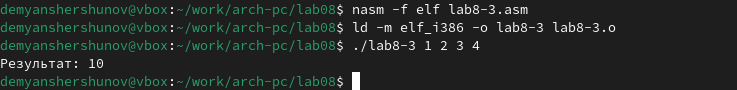 demyanshershunov@vbox:~/work/arch-pc/lab08$ nasm -f elf lab8-3.asm
demyanshershunov@vbox:~/work/arch-pc/lab08$ ld -m elf_i386 -o lab8-3 lab8-3.o
demyanshershunov@vbox:~/work/arch-pc/lab08$ ./lab8-3 1 2 3 4
Результат: 10
demyanshershunov@vbox:~/work/arch-pc/lab08$